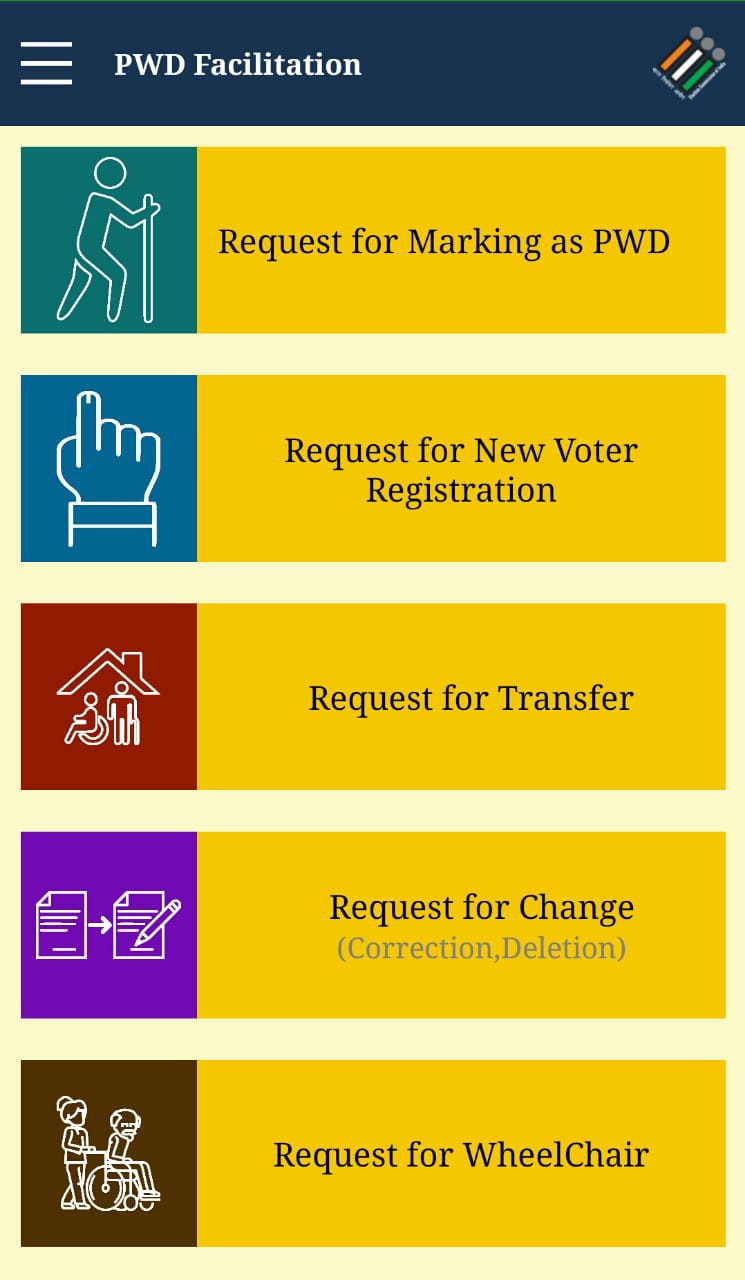 PWD Facilitation
Request for Marking as PWD
Request for New Voter
Registration
Request for Transfer
Request for Change
(Correction,Deletion)
Request for WheelChair